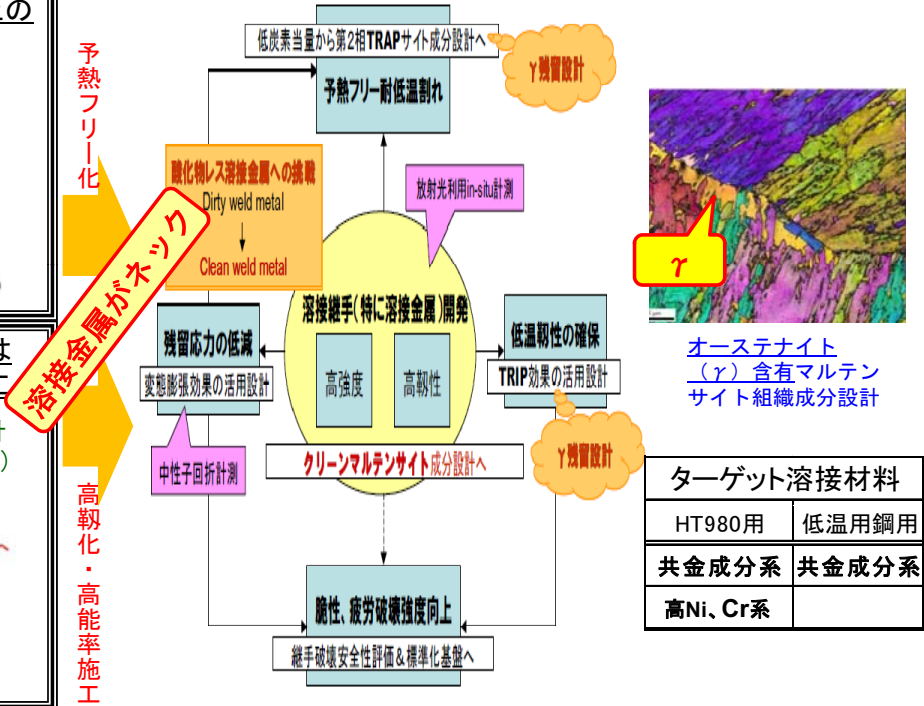 上の
予熱フリー化
は
計
)
高靭化・高能率施工
溶接金属がネック
低炭素当量から第2相TRAPサイト成分設計へ
予熱フリー耐低温割れ
γ残留設計
酸化物レス溶接金属への挑戦
Dirty weld metal
Clean weld metal
放射光利用in-situ計測
溶接継手(特に溶接金属)開発
高強度
高靭性
クリーンマルテンサイト成分設計へ
残留応力の低減
変態膨張効果の活用設計
中性子回折計測
低温靱性の確保
TRIP効果の活用設計
γ残留設計
脆性、疲労破壊強度向上
継手破壊安全性評価&標準化基盤へ
γ
オーステナイト
(γ)含有マルテン
サイト組織成分設計
ターゲット溶接材料
HT980用 低温用鋼用
共金成分系 共金成分系
高Ni、Cr系